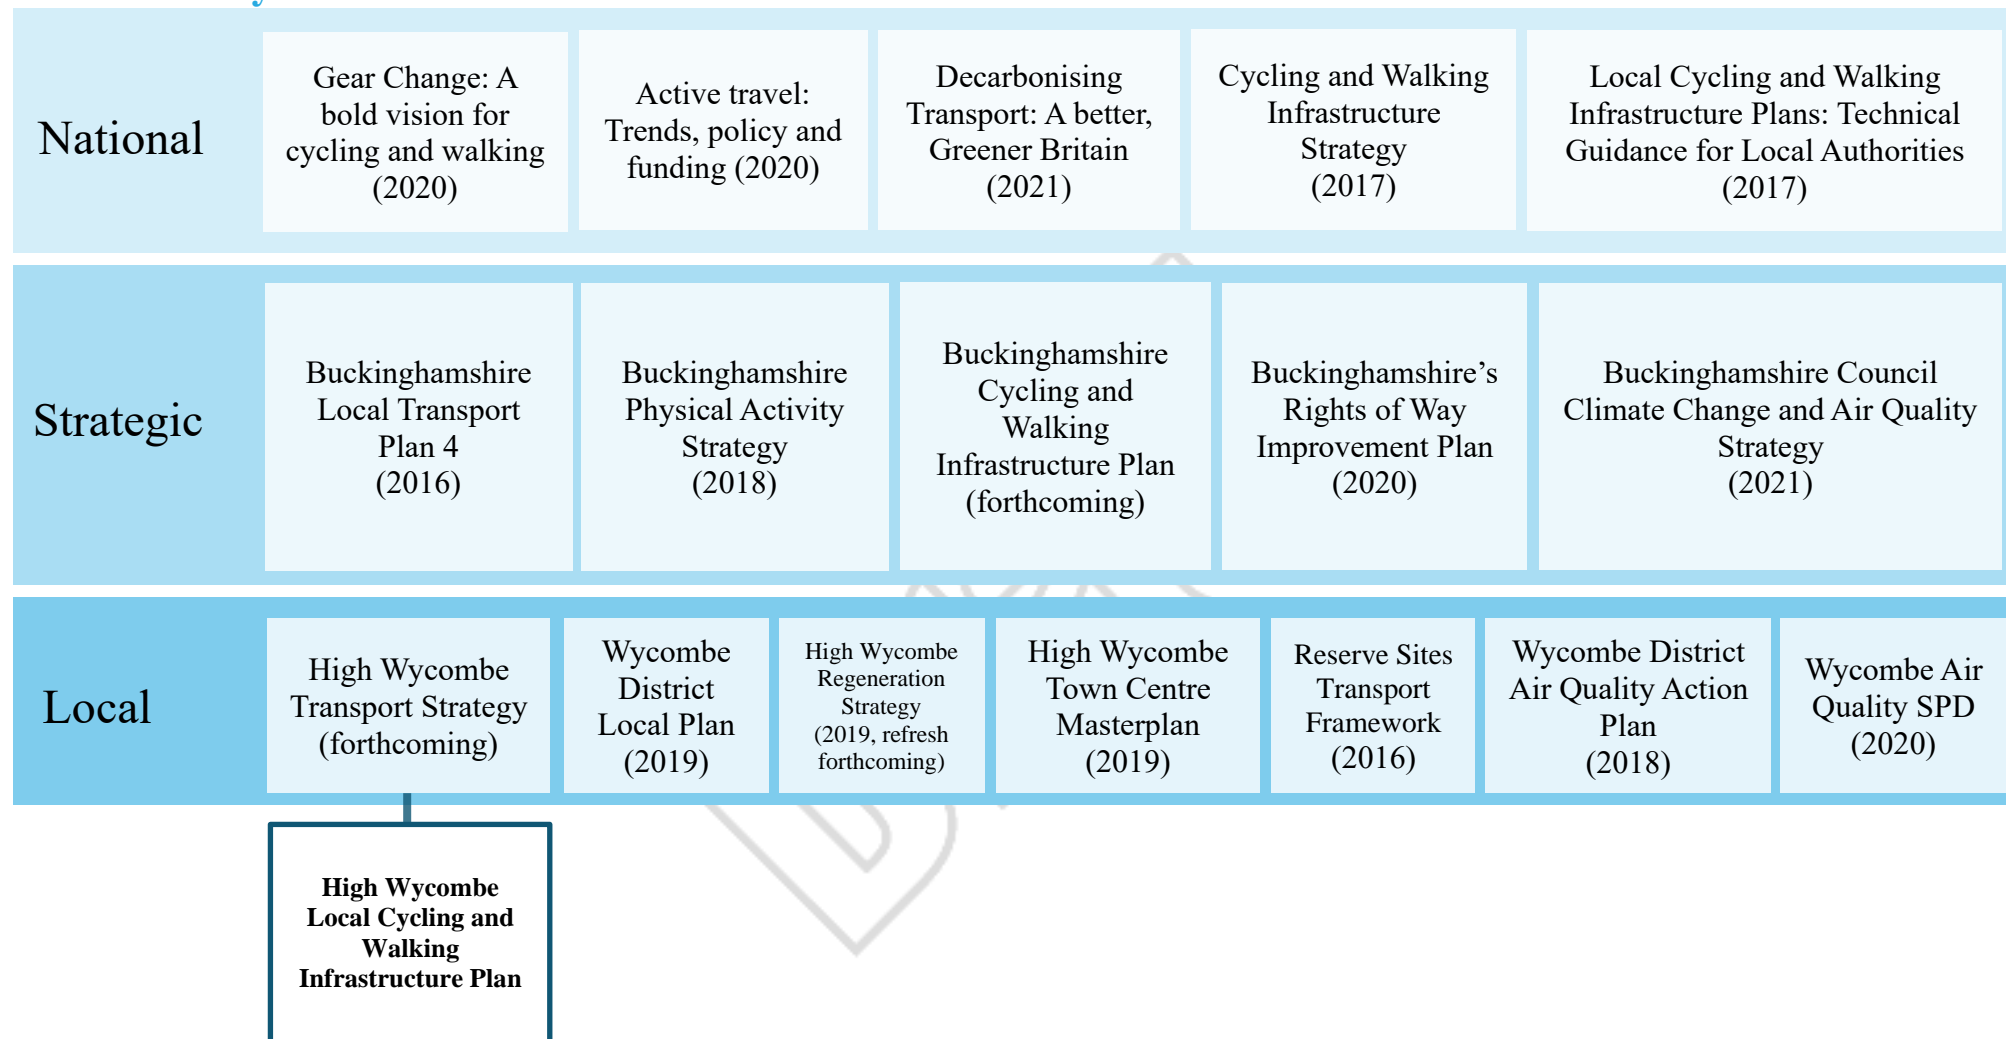 National
Gear Change: A
bold vision for
cycling and walking
(2020)
Active travel:
Trends, policy and
funding (2020)
Decarbonising
Transport: A better,
Greener Britain
(2021)
Cycling and Walking
Infrastructure
Strategy
(2017)
Local Cycling and Walking
Infrastructure Plans: Technical
Guidance for Local Authorities
(2017)
Strategic
Buckinghamshire
Local Transport
Plan 4
(2016)
Buckinghamshire
Physical Activity
Strategy
(2018)
Buckinghamshire
Cycling and
Walking
Infrastructure Plan
(forthcoming)
Buckinghamshire’s
Rights of Way
Improvement Plan
(2020)
Buckinghamshire Council
Climate Change and Air Quality
Strategy
(2021)
Local
High Wycombe
Transport Strategy
(forthcoming)
Wycombe
District
Local Plan
(2019)
High Wycombe
Regeneration
Strategy
(2019, refresh
forthcoming)
High Wycombe
Town Centre
Masterplan
(2019)
Reserve Sites
Transport
Framework
(2016)
Wycombe District
Air Quality Action
Plan
(2018)
Wycombe Air
Quality SPD
(2020)
High Wycombe
Local Cycling and
Walking
Infrastructure Plan